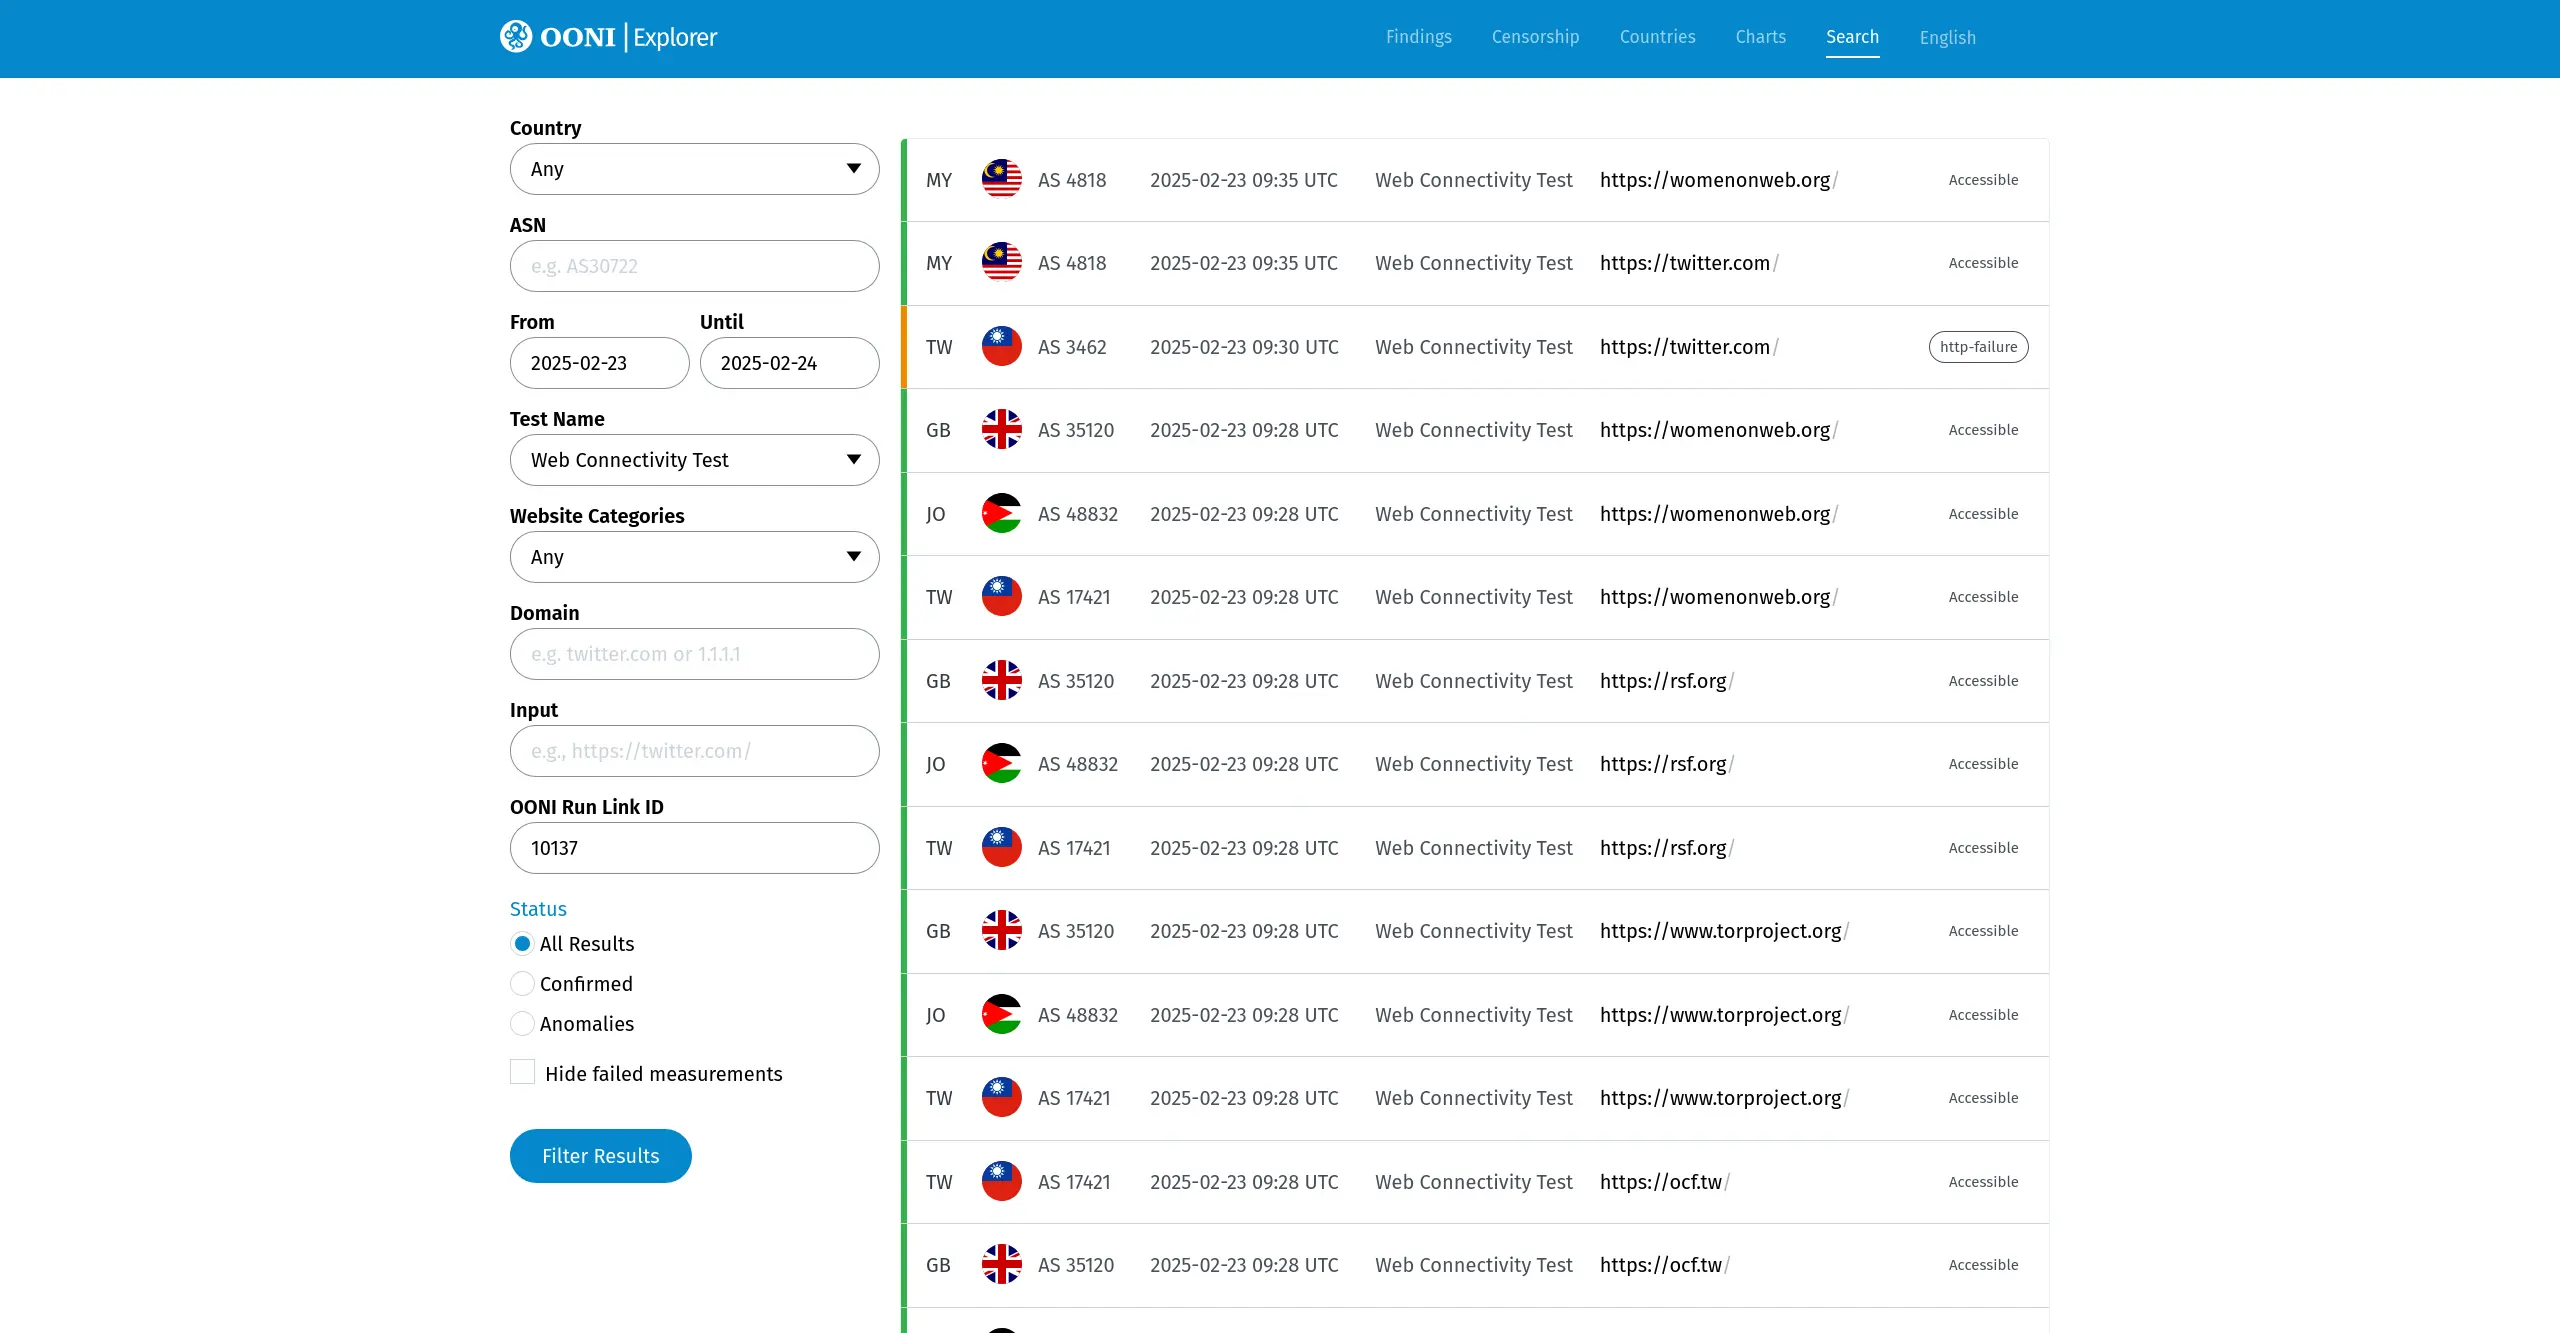 OONI | Explorer
Findings Censorship Countries Charts Search English
Country
Any
ASN
e.g. AS30722
From Until
2025-02-23 2025-02-24
Test Name
Web Connectivity Test
Website Categories
Any
Domain
e.g. twitter.com or 1.1.1.1
Input
e.g., https://twitter.com/
OONI Run Link ID
10137
Status
All Results
Confirmed
Anomalies
Hide failed measurements
Filter Results
MY AS 4818 2025-02-23 09:35 UTC Web Connectivity Test https://womenonweb.org/ Accessible
MY AS 4818 2025-02-23 09:35 UTC Web Connectivity Test https://twitter.com/ Accessible
TW AS 3462 2025-02-23 09:30 UTC Web Connectivity Test https://twitter.com/ http-failure
GB AS 35120 2025-02-23 09:28 UTC Web Connectivity Test https://womenonweb.org/ Accessible
JO AS 48832 2025-02-23 09:28 UTC Web Connectivity Test https://womenonweb.org/ Accessible
TW AS 17421 2025-02-23 09:28 UTC Web Connectivity Test https://womenonweb.org/ Accessible
GB AS 35120 2025-02-23 09:28 UTC Web Connectivity Test https://rsf.org/ Accessible
JO AS 48832 2025-02-23 09:28 UTC Web Connectivity Test https://rsf.org/ Accessible
TW AS 17421 2025-02-23 09:28 UTC Web Connectivity Test https://rsf.org/ Accessible
GB AS 35120 2025-02-23 09:28 UTC Web Connectivity Test https://www.torproject.org/ Accessible
JO AS 48832 2025-02-23 09:28 UTC Web Connectivity Test https://www.torproject.org/ Accessible
TW AS 17421 2025-02-23 09:28 UTC Web Connectivity Test https://www.torproject.org/ Accessible
TW AS 17421 2025-02-23 09:28 UTC Web Connectivity Test https://ocf.tw/ Accessible
GB AS 35120 2025-02-23 09:28 UTC Web Connectivity Test https://ocf.tw/ Accessible